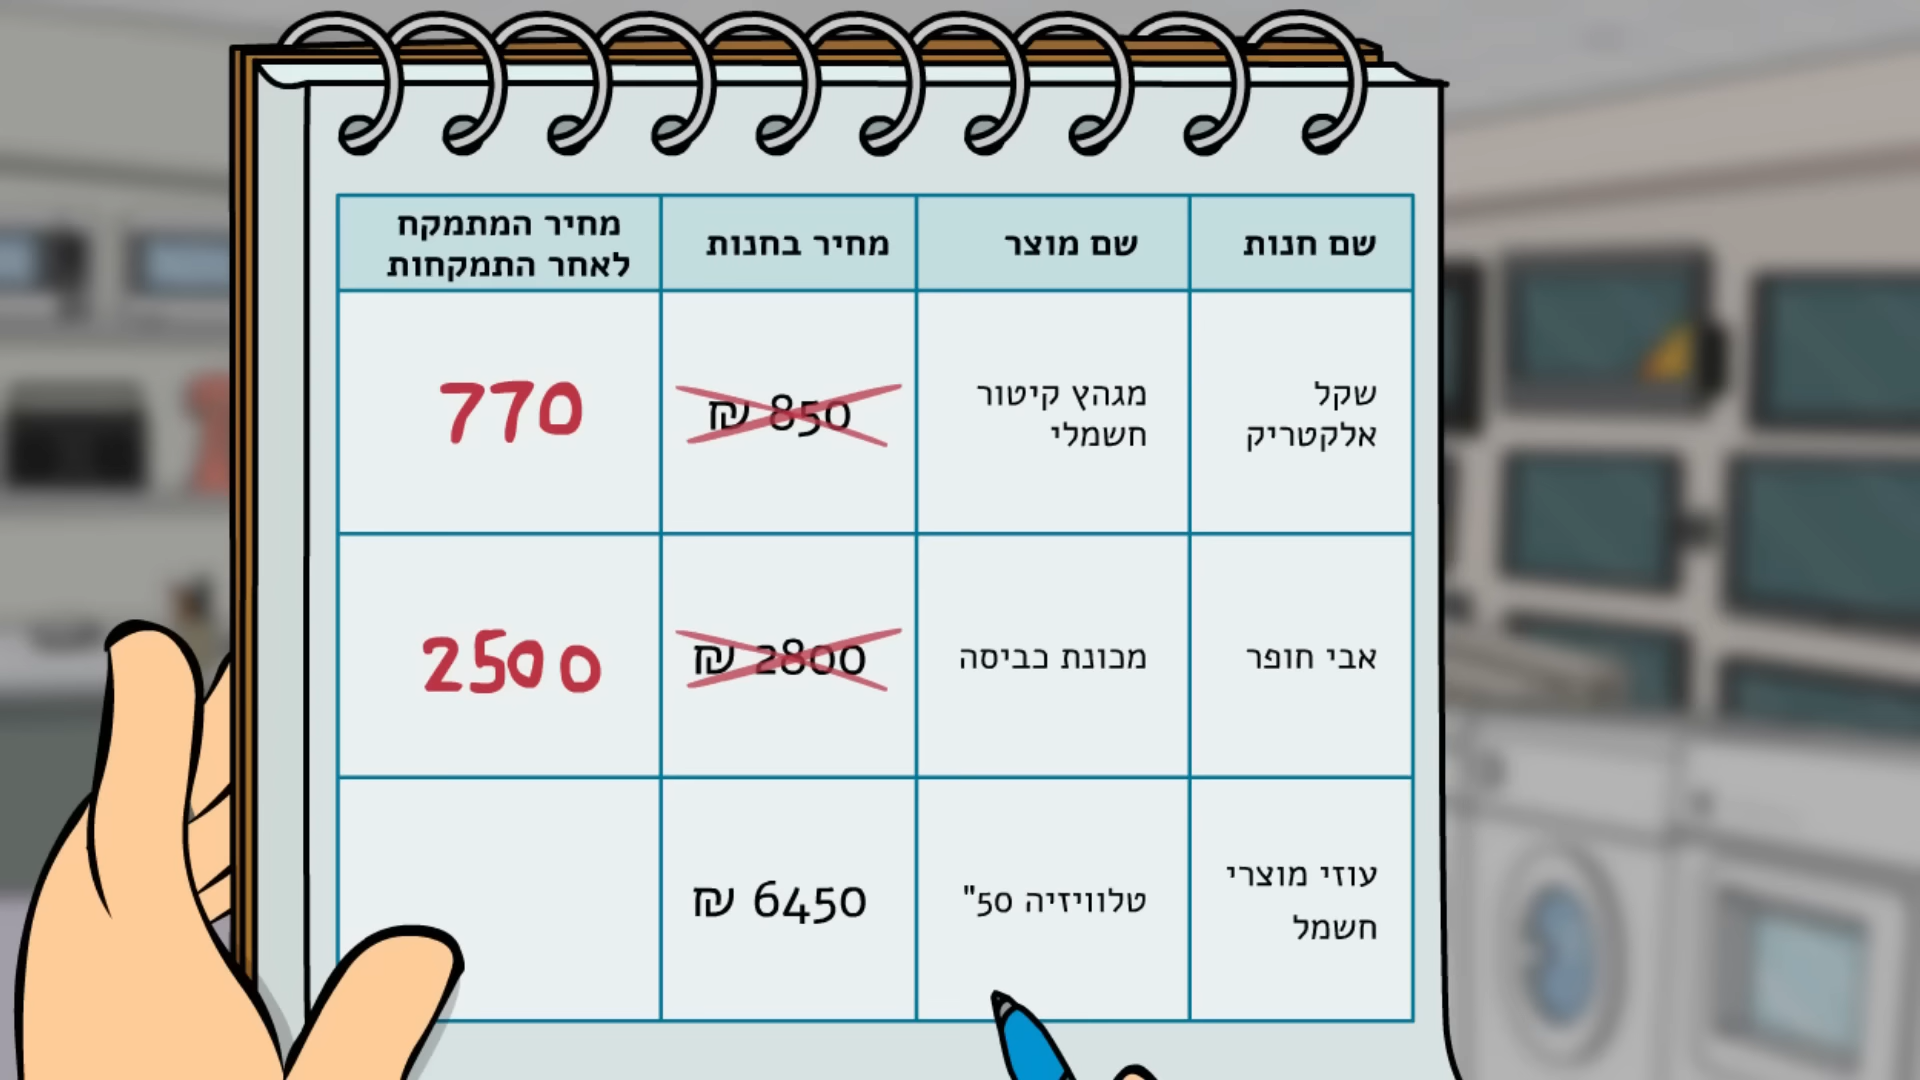 שם חנות
שם מוצר
מחיר בחנות
מחיר המתמקח
לאחר התמקחות
שקל
אלקטריק
מגהץ קיטור
חשמלי
850 ₪
770
אבי חופר
מכונת כביסה
2800 ₪
2500
עוזי מוצרי
חשמל
טלוויזיה 50"
6450 ₪